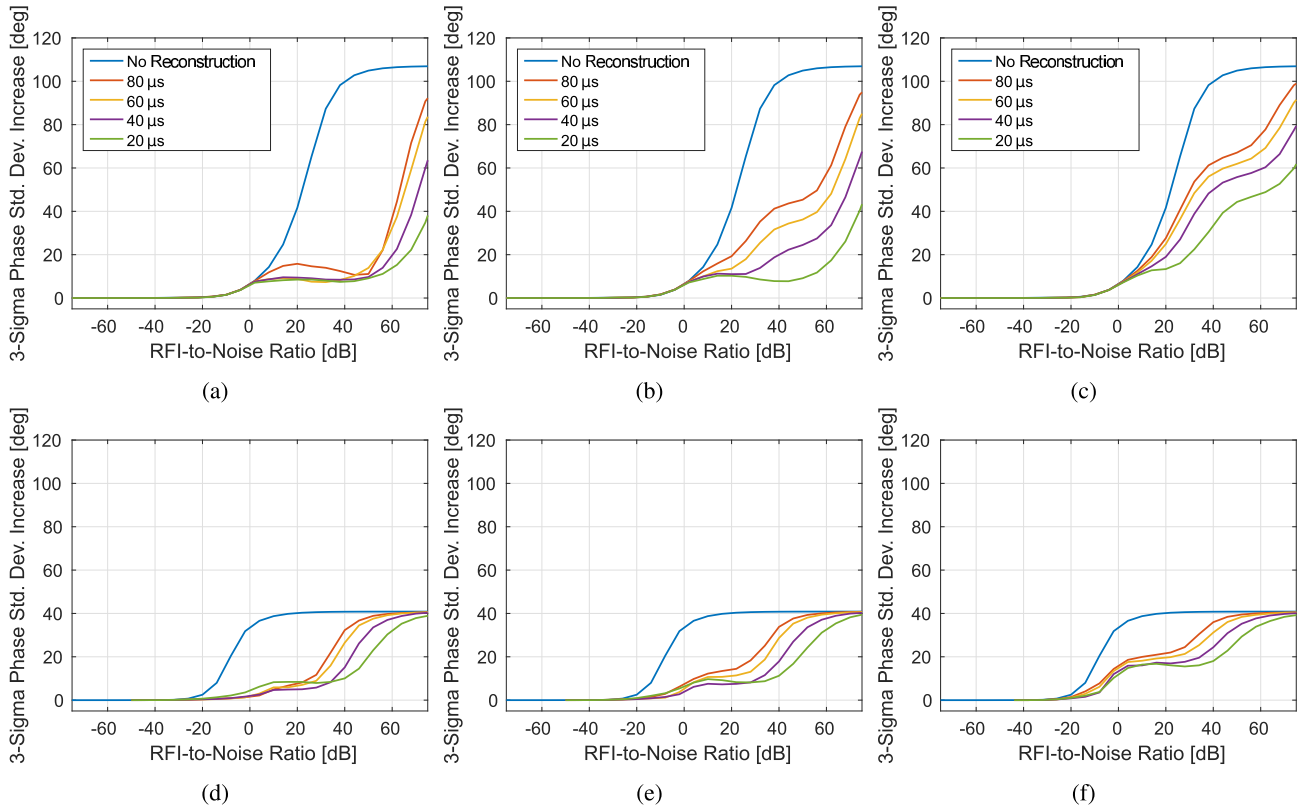 3-Sigma Phase Std. Dev. Increase [deg]
120
100
80
60
40
20
0
No Reconstruction
80 µs
60 µs
40 µs
20 µs
-60 -40 -20 0 20 40 60
RFI-to-Noise Ratio [dB]
(a)
3-Sigma Phase Std. Dev. Increase [deg]
120
100
80
60
40
20
0
No Reconstruction
80 µs
60 µs
40 µs
20 µs
-60 -40 -20 0 20 40 60
RFI-to-Noise Ratio [dB]
(b)
3-Sigma Phase Std. Dev. Increase [deg]
120
100
80
60
40
20
0
No Reconstruction
80 µs
60 µs
40 µs
20 µs
-60 -40 -20 0 20 40 60
RFI-to-Noise Ratio [dB]
(c)
3-Sigma Phase Std. Dev. Increase [deg]
120
100
80
60
40
20
0
-60 -40 -20 0 20 40 60
RFI-to-Noise Ratio [dB]
(d)
3-Sigma Phase Std. Dev. Increase [deg]
120
100
80
60
40
20
0
-60 -40 -20 0 20 40 60
RFI-to-Noise Ratio [dB]
(e)
3-Sigma Phase Std. Dev. Increase [deg]
120
100
80
60
40
20
0
-60 -40 -20 0 20 40 60
RFI-to-Noise Ratio [dB]
(f)